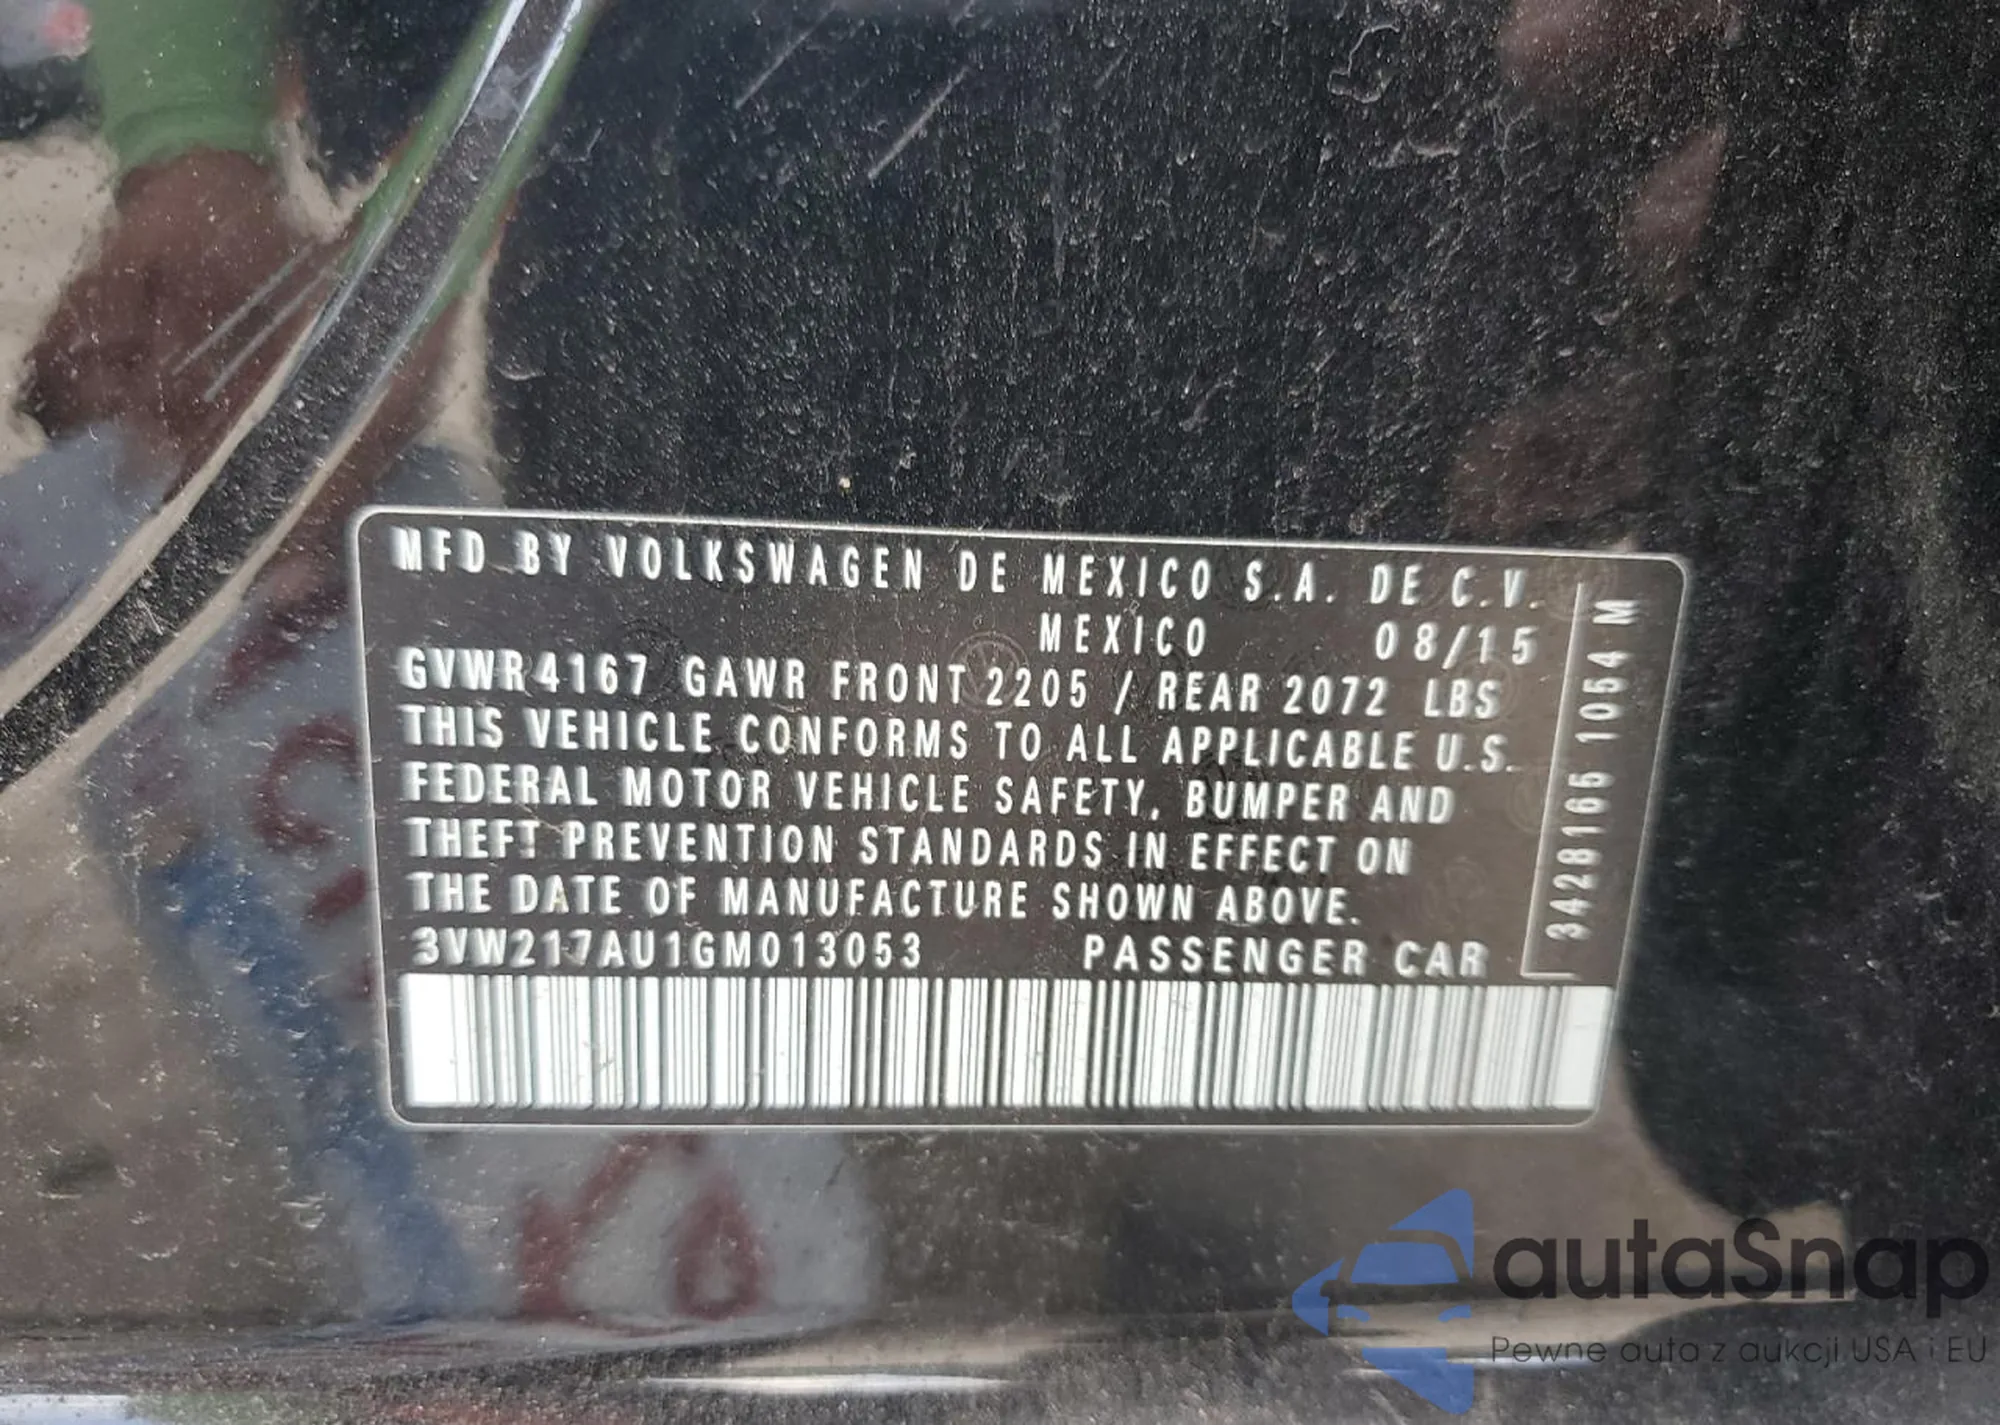 MFD BY VOLKSWAGEN DE MEXICO S.A. DE C.V.
MEXICO 08/15
GVWR 4167 GAWR FRONT 2205 / REAR 2072 LBS
THIS VEHICLE CONFORMS TO ALL APPLICABLE U.S.
FEDERAL MOTOR VEHICLE SAFETY, BUMPER AND
THEFT PREVENTION STANDARDS IN EFFECT ON
THE DATE OF MANUFACTURE SHOWN ABOVE.
3VW217AU1GM013053 PASSENGER CAR
3428165 1054 M
autaSnap
Pewne auta z aukcji USA i EU